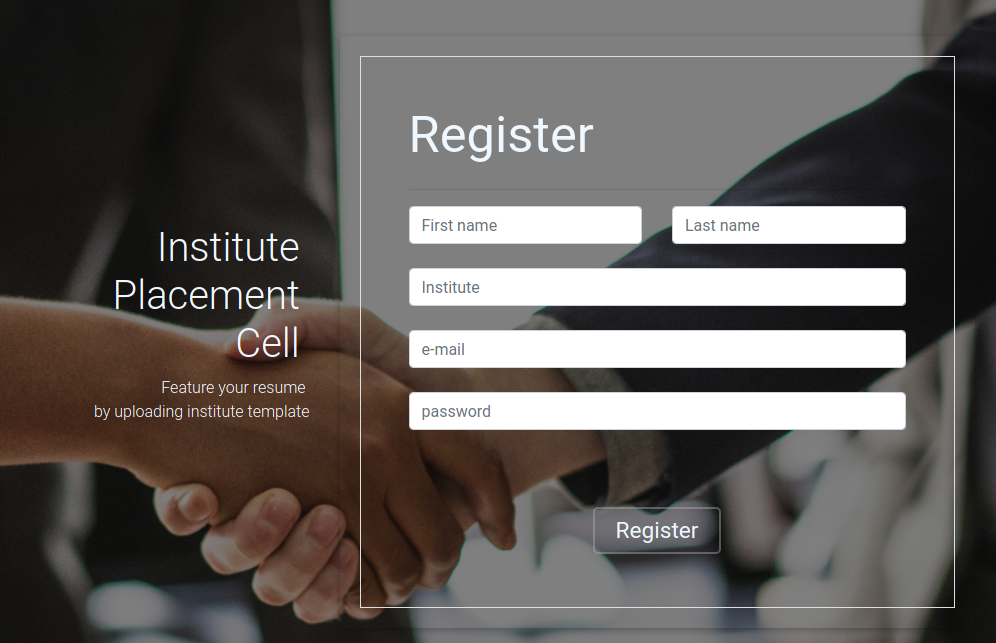 Institute
Placement
Cell
Feature your resume
by uploading institute template
Register
First name
Last name
Institute
e-mail
password
Register